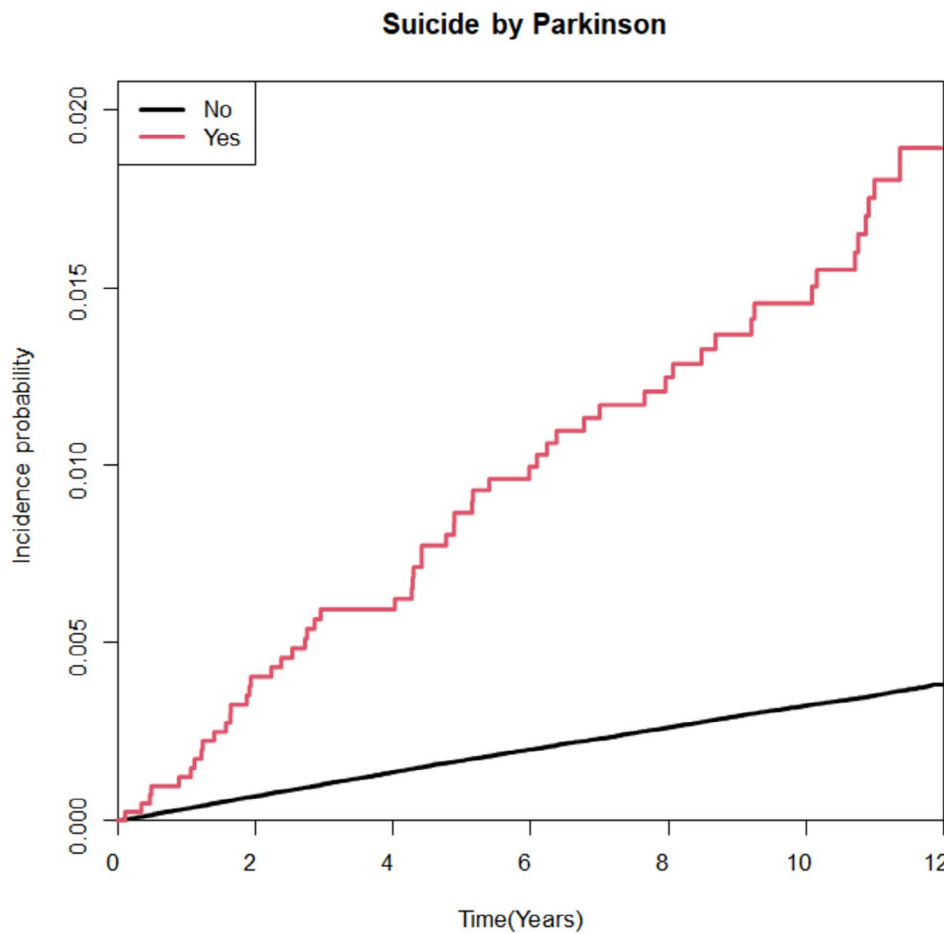 Suicide by Parkinson
No
Yes
0.020
0.015
0.010
0.005
0.000
Incidence probability
0 2 4 6 8 10 12
Time(Years)